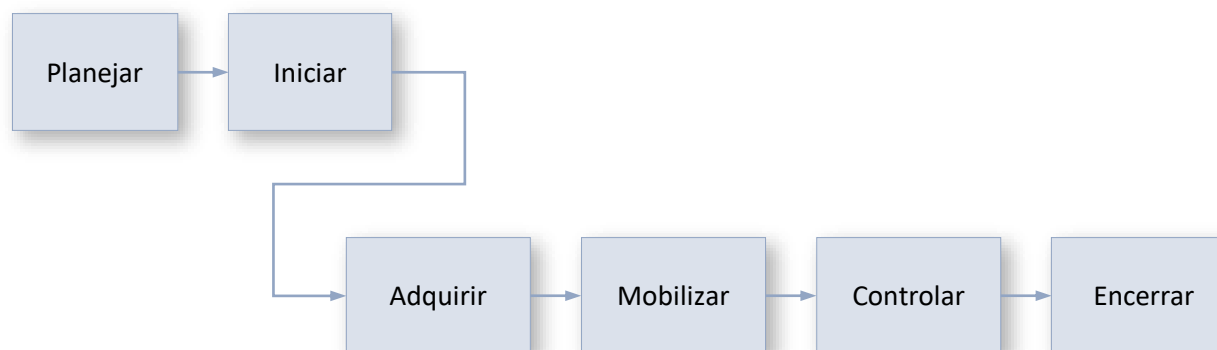 Planejar
Iniciar
Adquirir
Mobilizar
Controlar
Encerrar